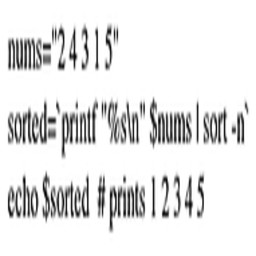 nums="2 4 3 1 5"
sorted=`printf "%s\n" $nums | sort -n`
echo $sorted # prints 1 2 3 4 5